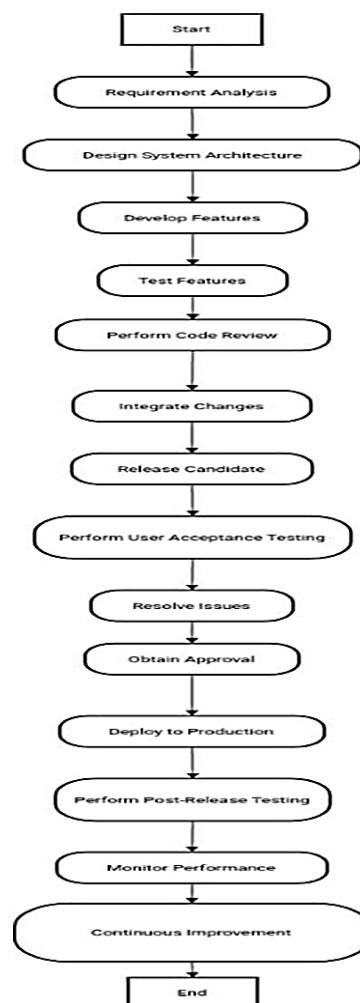 Start
Requirement Analysis
Design System Architecture
Develop Features
Test Features
Perform Code Review
Integrate Changes
Release Candidate
Perform User Acceptance Testing
Resolve Issues
Obtain Approval
Deploy to Production
Perform Post-Release Testing
Monitor Performance
Continuous Improvement
End